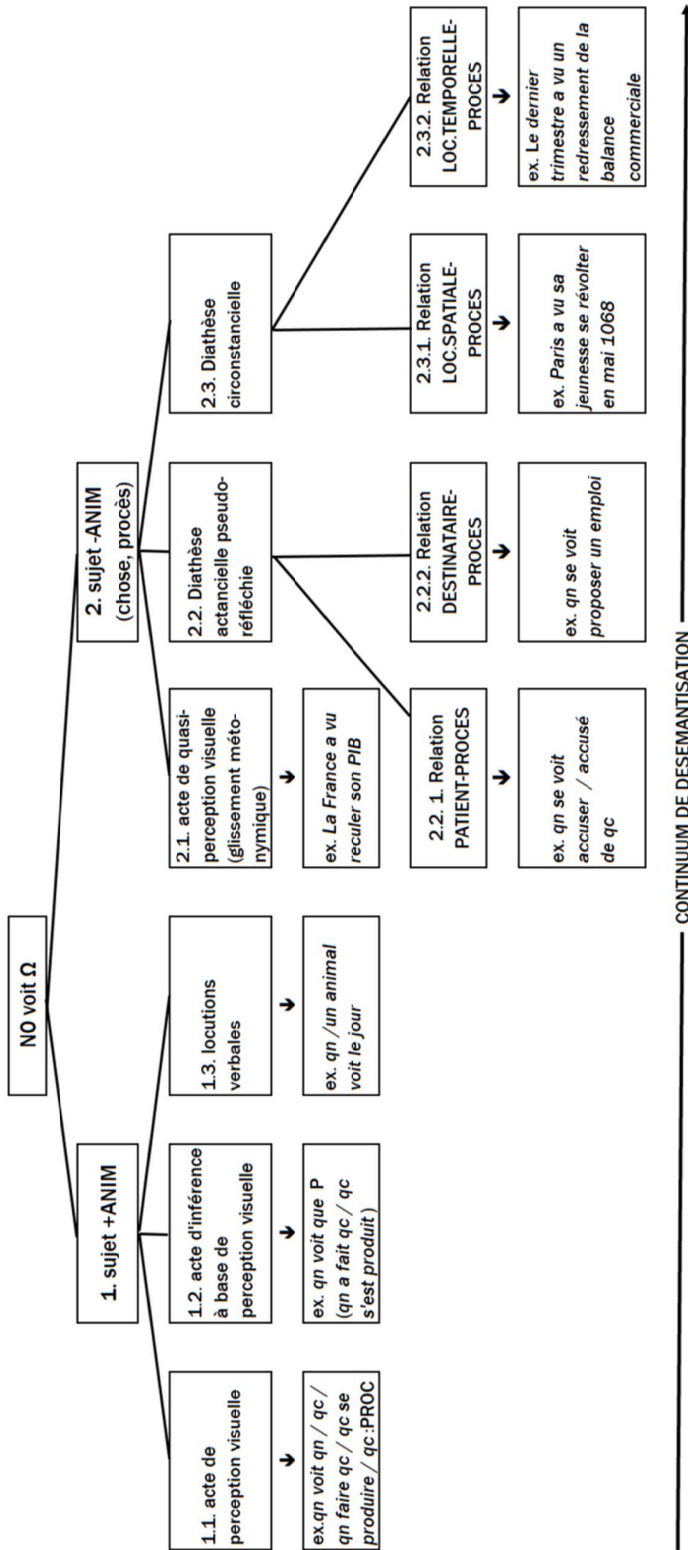 N0 voit Ω
1. sujet +ANIM
2. sujet -ANIM
(chose, procès)
1.1. acte de
perception visuelle
1.2. acte d'inférence
à base de
perception visuelle
1.3. locutions
verbales
2.1. acte de quasi-
perception visuelle
(glissement méto-
nymique)
2.2. Diathèse
actancielle pseudo-
réfléchie
2.3. Diathèse
circonstancielle
ex.qn voit qn / qc /
qn faire qc / qc se
produire / qc :PROC
ex. qn voit que P
(qn a fait qc / qc
s'est produit)
ex. qn /un animal
voit le jour
ex. La France a vu
reculer son PIB
2.2. 1. Relation
PATIENT-PROCES
2.2.2. Relation
DESTINATAIRE-
PROCES
2.3.1. Relation
LOC.SPATIALE-
PROCES
2.3.2. Relation
LOC.TEMPORELLE-
PROCES
ex. qn se voit
accuser / accusé
de qc
ex. qn se voit
proposer un emploi
ex. Paris a vu sa
jeunesse se révolter
en mai 1068
ex. Le dernier
trimestre a vu un
redressement de la
balance
commerciale
CONTINUUM DE DESEMANTISATION